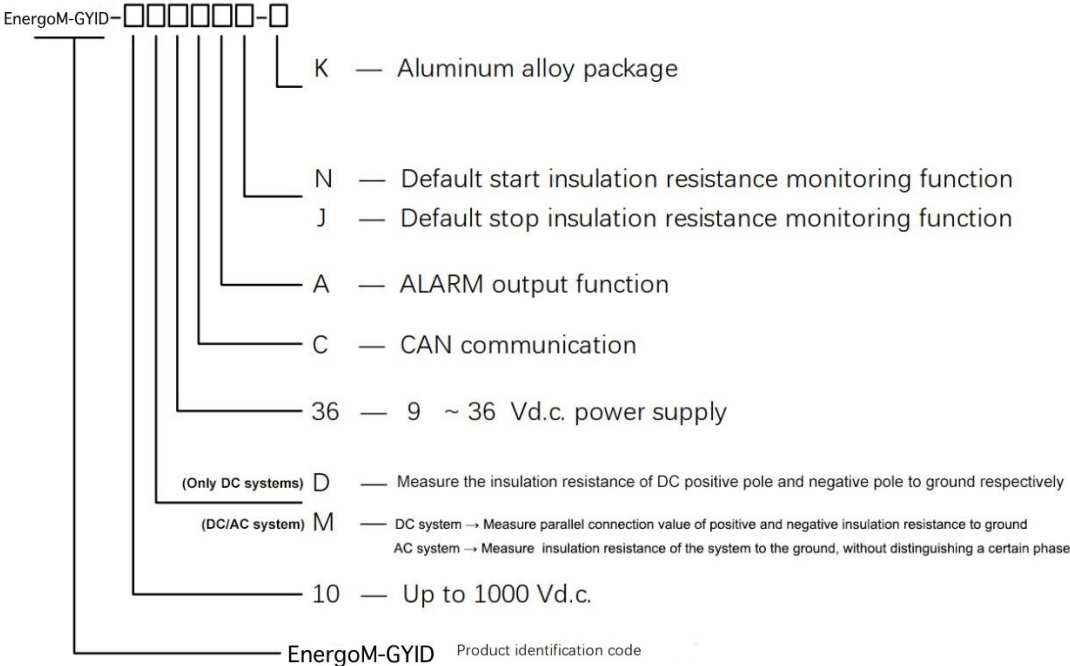 EnergoM-GYID-□□□□□□-□
K — Aluminum alloy package
N — Default start insulation resistance monitoring function
J — Default stop insulation resistance monitoring function
A — ALARM output function
C — CAN communication
36 — 9 ~ 36 Vd.c. power supply
(Only DC systems) D — Measure the insulation resistance of DC positive pole and negative pole to ground respectively
(DC/AC system) M — DC system → Measure parallel connection value of positive and negative insulation resistance to ground
AC system → Measure insulation resistance of the system to the ground, without distinguishing a certain phase
10 — Up to 1000 Vd.c.
EnergoM-GYID Product identification code